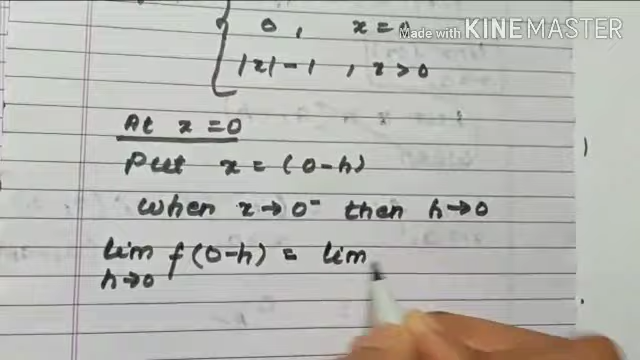 0, x = 0
Made with KINEMASTER
|x| - 1, x > 0
At x = 0
Put x = (0-h)
When x → 0⁻ then h → 0
lim f(0-h) = lim
h→0